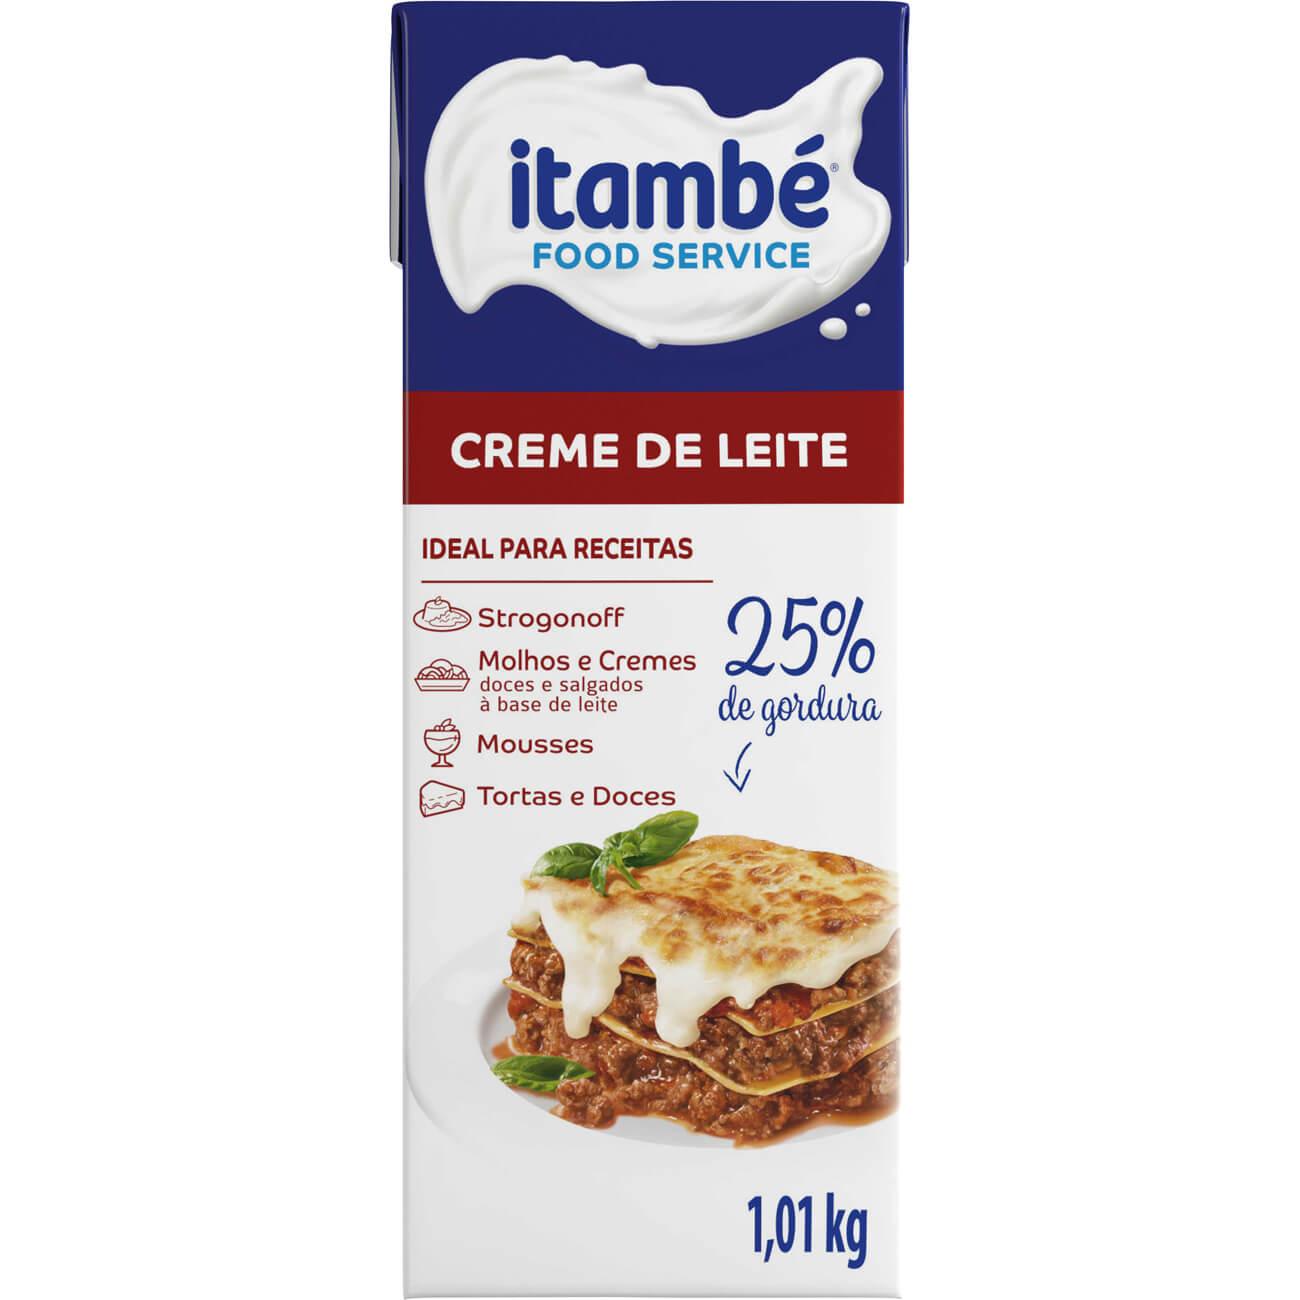 itambé®
FOOD SERVICE
CREME DE LEITE
IDEAL PARA RECEITAS
Strogonoff
Molhos e Cremes
doces e salgados
à base de leite
Mousses
Tortas e Doces
25%
de gordura
1,01 kg